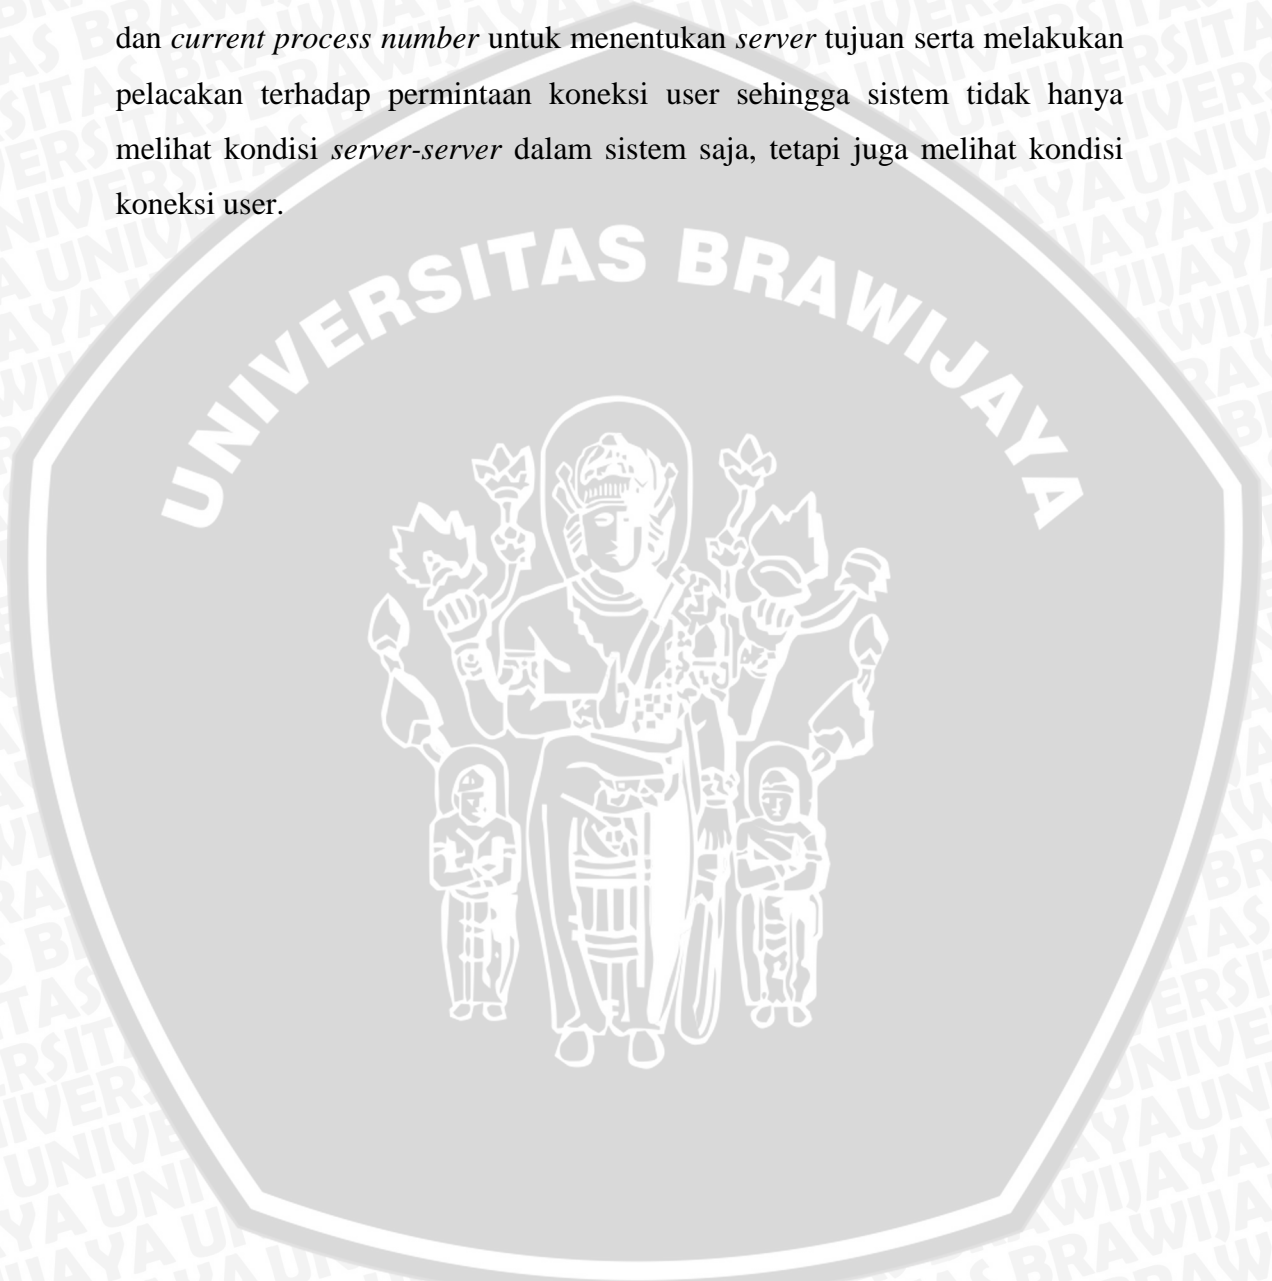 dan current process number untuk menentukan server tujuan serta melakukan
pelacakan terhadap permintaan koneksi user sehingga sistem tidak hanya
melihat kondisi server-server dalam sistem saja, tetapi juga melihat kondisi
koneksi user.
UNIVERSITAS BRAWIJAYA